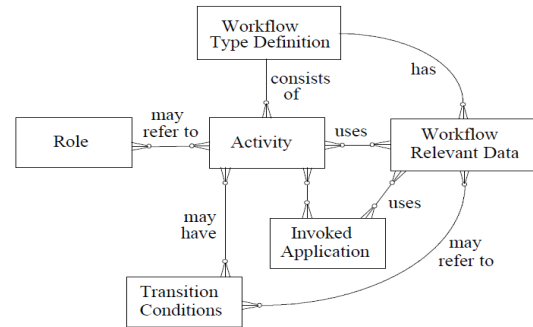 Workflow
Type Definition
consists
of
has
may
refer to
uses
Role
Activity
Workflow
Relevant Data
uses
may
have
Invoked
Application
may
refer to
Transition
Conditions